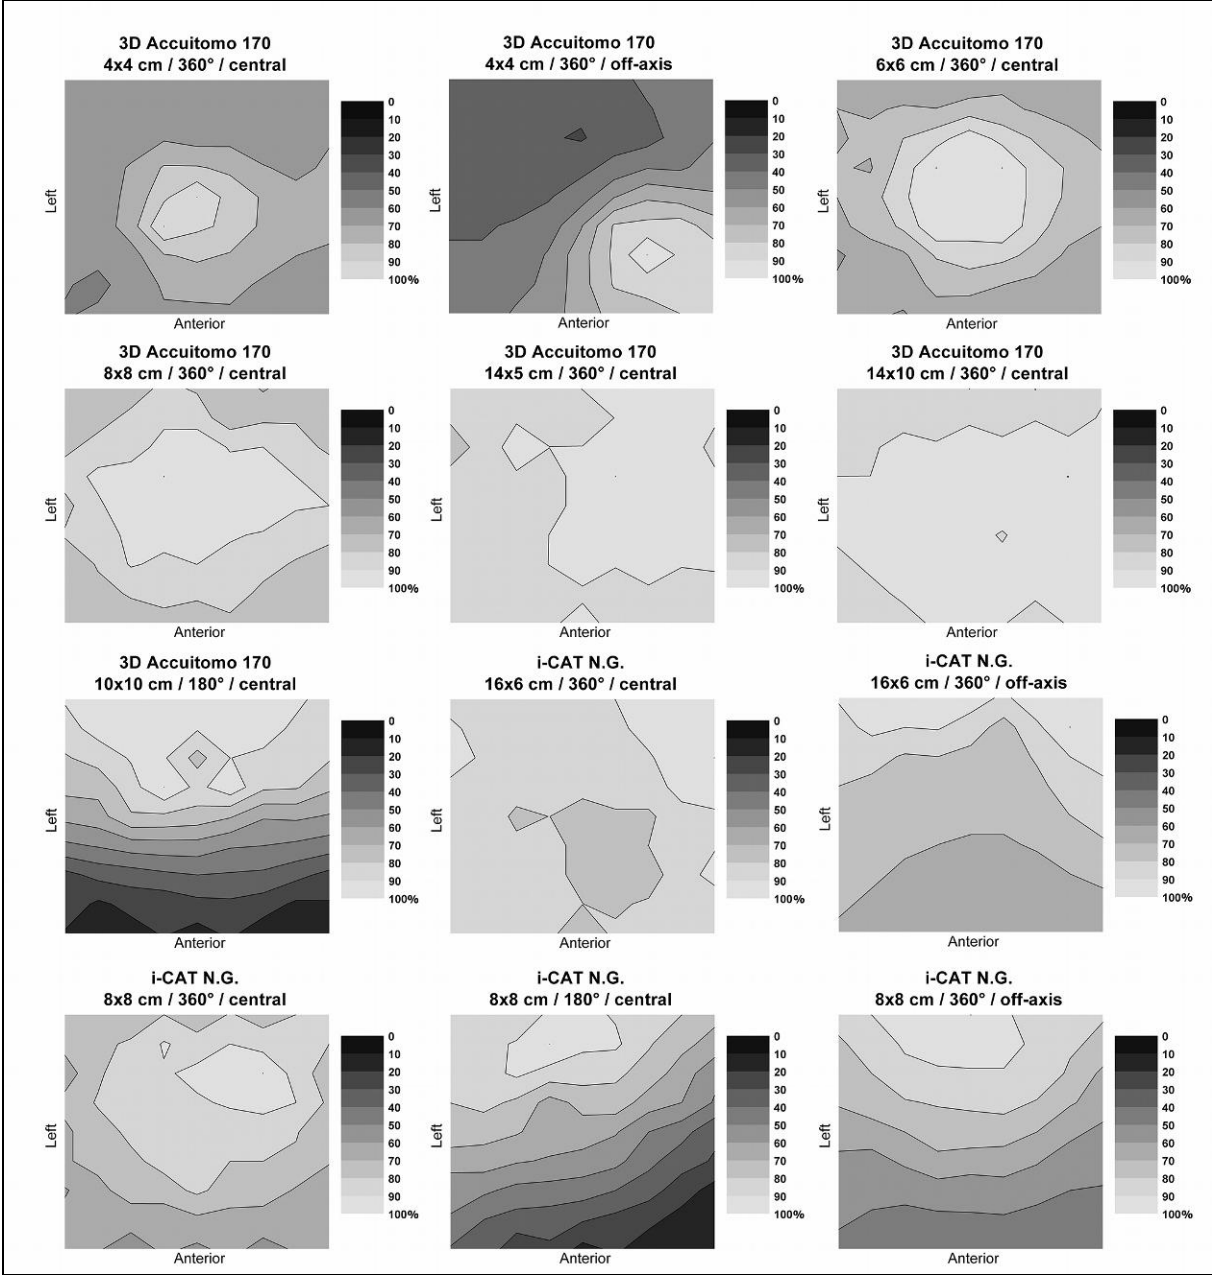 3D Accuitomo 170
4x4 cm / 360° / central
3D Accuitomo 170
4x4 cm / 360° / off-axis
3D Accuitomo 170
6x6 cm / 360° / central
Left
0
10
20
30
40
50
60
70
80
90
100%
Anterior
Left
0
10
20
30
40
50
60
70
80
90
100%
Anterior
Left
0
10
20
30
40
50
60
70
80
90
100%
Anterior
3D Accuitomo 170
8x8 cm / 360° / central
3D Accuitomo 170
14x5 cm / 360° / central
3D Accuitomo 170
14x10 cm / 360° / central
Left
0
10
20
30
40
50
60
70
80
90
100%
Anterior
Left
0
10
20
30
40
50
60
70
80
90
100%
Anterior
Left
0
10
20
30
40
50
60
70
80
90
100%
Anterior
3D Accuitomo 170
10x10 cm / 180° / central
i-CAT N.G.
16x6 cm / 360° / central
i-CAT N.G.
16x6 cm / 360° / off-axis
Left
0
10
20
30
40
50
60
70
80
90
100%
Anterior
Left
0
10
20
30
40
50
60
70
80
90
100%
Anterior
Left
0
10
20
30
40
50
60
70
80
90
100%
Anterior
i-CAT N.G.
8x8 cm / 360° / central
i-CAT N.G.
8x8 cm / 180° / central
i-CAT N.G.
8x8 cm / 360° / off-axis
Left
0
10
20
30
40
50
60
70
80
90
100%
Anterior
Left
0
10
20
30
40
50
60
70
80
90
100%
Anterior
Left
0
10
20
30
40
50
60
70
80
90
100%
Anterior